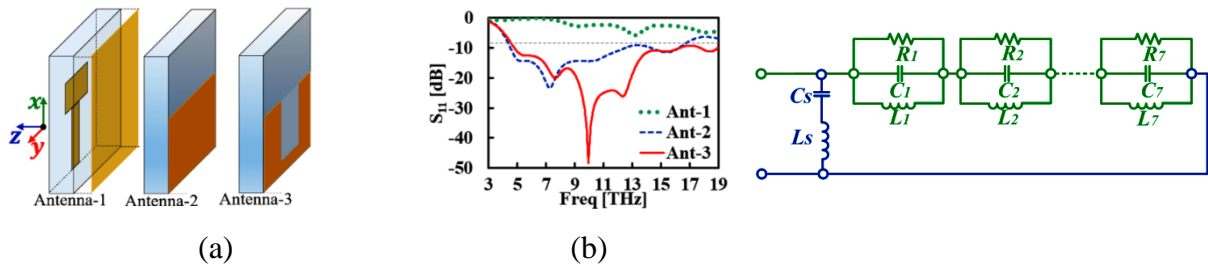 x
z
y
Antenna-1 Antenna-2 Antenna-3
(a)
S11 [dB]
0
-10
-20
-30
-40
-50
Ant-1
Ant-2
Ant-3
3 5 7 9 11 13 15 17 19
Freq [THz]
(b)
R1 R2 R7
Cs C1 C2 C7
L1 L2 L7
Ls